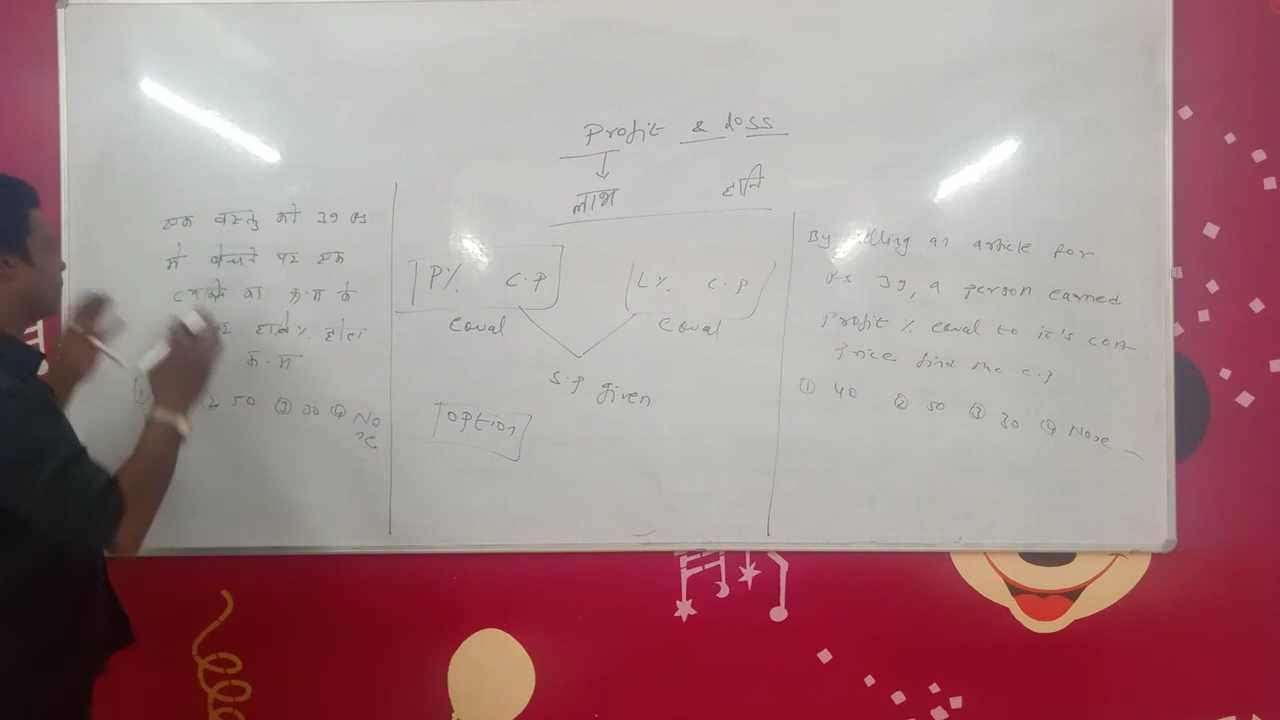 Profit & Loss
लाभ हानि
एक वस्तु को 39 Rs
मे बेचने पर एक
का क्र.म के
होता
क्र.म
50 ③ 30 ④ No
ne
P% C.P
L% C.P
Equal
Equal
S.P given
Option
By selling an article for
Rs 39, a person earned
Profit % equal to it's cost
Price find the C.P
① 40 ② 50 ③ 30 ④ None